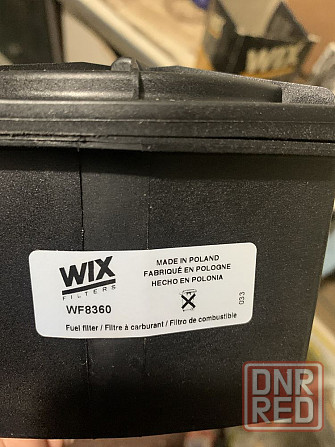 WIX
WIX
FILTERS
WF8360
MADE IN POLAND
FABRIQUÉ EN POLOGNE
HECHO EN POLONIA
033
Fuel filter / Filtre à carburant / Filtro de combustible
DNR
RED